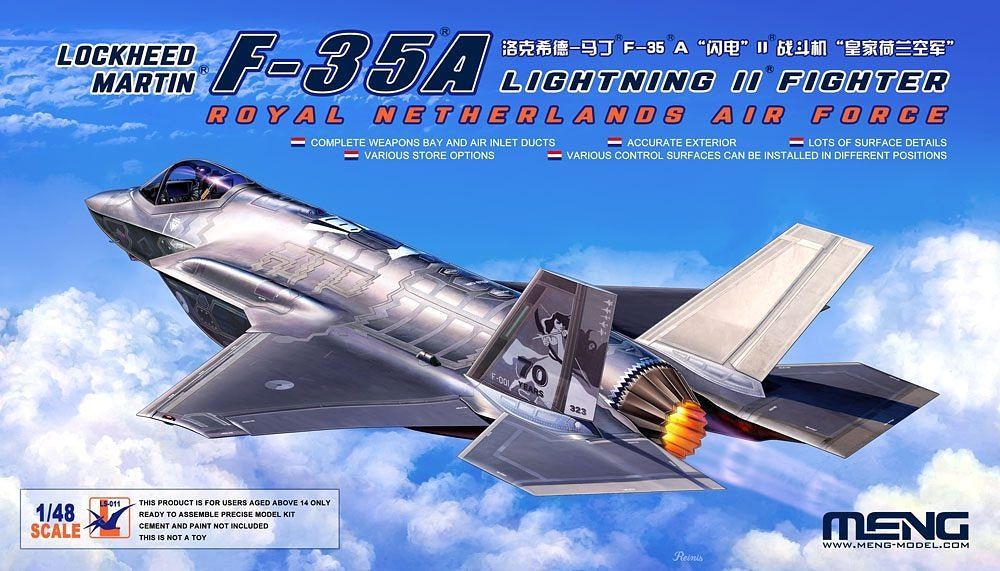 LOCKHEED
MARTIN®
F-35®A
洛克希德-马丁®F-35®A“闪电”II®战斗机“皇家荷兰空军”
LIGHTNING II® FIGHTER
ROYAL NETHERLANDS AIR FORCE
COMPLETE WEAPONS BAY AND AIR INLET DUCTS ACCURATE EXTERIOR LOTS OF SURFACE DETAILS
VARIOUS STORE OPTIONS VARIOUS CONTROL SURFACES CAN BE INSTALLED IN DIFFERENT POSITIONS
F-001
70
YEARS
323
1/48
SCALE
LS-011
THIS PRODUCT IS FOR USERS AGED ABOVE 14 ONLY
READY TO ASSEMBLE PRECISE MODEL KIT
CEMENT AND PAINT NOT INCLUDED
THIS IS NOT A TOY
MENG
WWW.MENG-MODEL.COM
Reinis